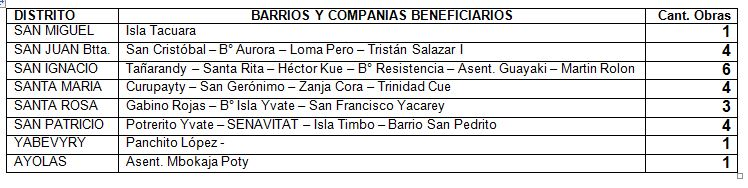 DISTRITO BARRIOS Y COMPANIAS BENEFICIARIOS Cant. Obras
SAN MIGUEL Isla Tacuara 1
SAN JUAN Btta. San Cristóbal – B° Aurora – Loma Pero – Tristán Salazar I 4
SAN IGNACIO Tañarandy – Santa Rita – Héctor Kue – B° Resistencia – Asent. Guayaki – Martin Rolon 6
SANTA MARIA Curupayty – San Gerónimo – Zanja Cora – Trinidad Cue 4
SANTA ROSA Gabino Rojas – B° Isla Yvate – San Francisco Yacarey 3
SAN PATRICIO Potrerito Yvate – SENAVITAT – Isla Timbo – Barrio San Pedrito 4
YABEVYRY Panchito López - 1
AYOLAS Asent. Mbokaja Poty 1